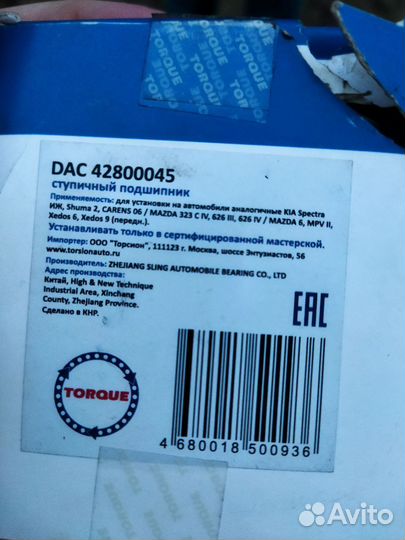 TORQUE
DAC 42800045
ступичный подшипник
Применяемость: для установки на автомобили аналогичные KIA Spectra
ИЖ, Shuma 2, CARENS 06 / MAZDA 323 C IV, 626 III, 626 IV / MAZDA 6, MPV II,
Xedos 6, Xedos 9 (передн.).
Устанавливать только в сертифицированной мастерской.
Импортер: ООО "Торсион", 111123 г. Москва, шоссе Энтузиастов, 56
www.torsionauto.ru
Производитель: ZHEJIANG SLING AUTOMOBILE BEARING CO., LTD
Адрес производства:
Китай, High & New Technique
Industrial Area, Xinchang
County, Zhejiang Province.
Сделано в КНР.
EAC
TORQUE
4 680018 500936
TORQUE
Avito